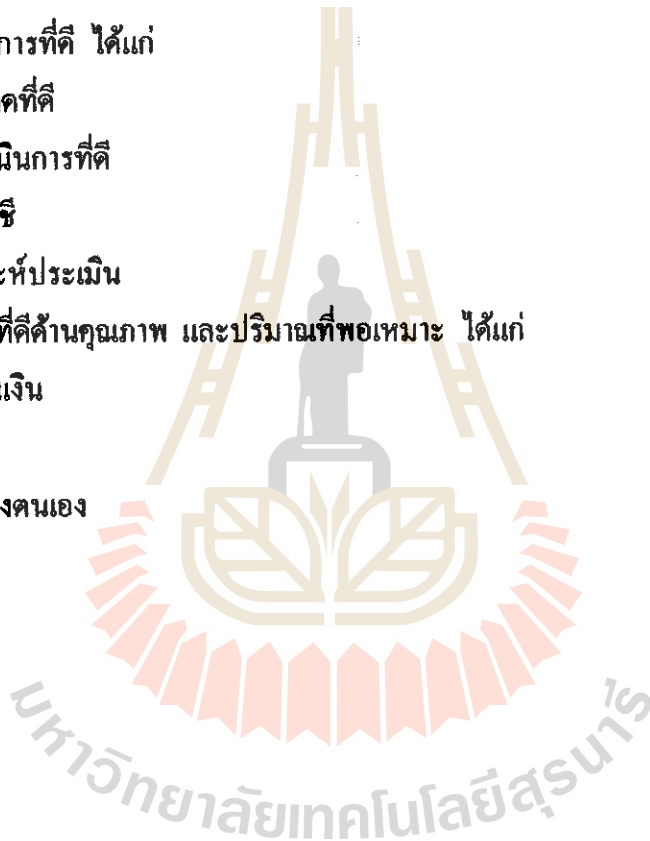 การที่ดี ได้แก่
ดที่ดี
นินการที่ดี
ชี
ะห์ประเมิน
ที่ดีด้านคุณภาพ และปริมาณที่พอเหมาะ ได้แก่
นเงิน
งตนเอง
มหาวิทยาลัยเทคโนโลยีสุรนารี